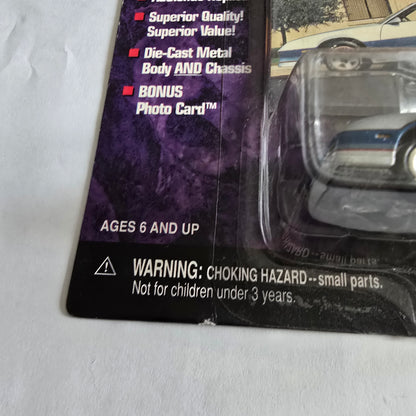 Superior Quality!
Superior Value!
Die-Cast Metal
Body AND Chassis
BONUS
Photo Card™
AGES 6 AND UP
WARNING: CHOKING HAZARD--small parts.
Not for children under 3 years.